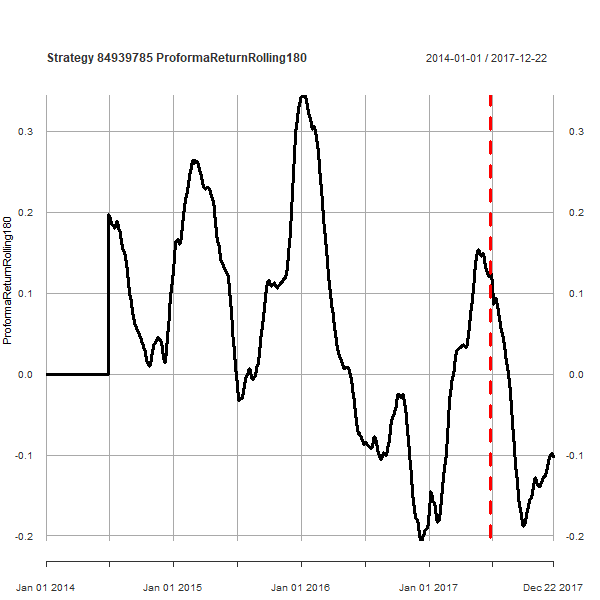 Strategy 84939785 ProformaReturnRolling180
2014-01-01 / 2017-12-22
ProformaReturnRolling180
0.3 0.3
0.2 0.2
0.1 0.1
0.0 0.0
-0.1 -0.1
-0.2 -0.2
Jan 01 2014 Jan 01 2015 Jan 01 2016 Jan 01 2017 Dec 22 2017